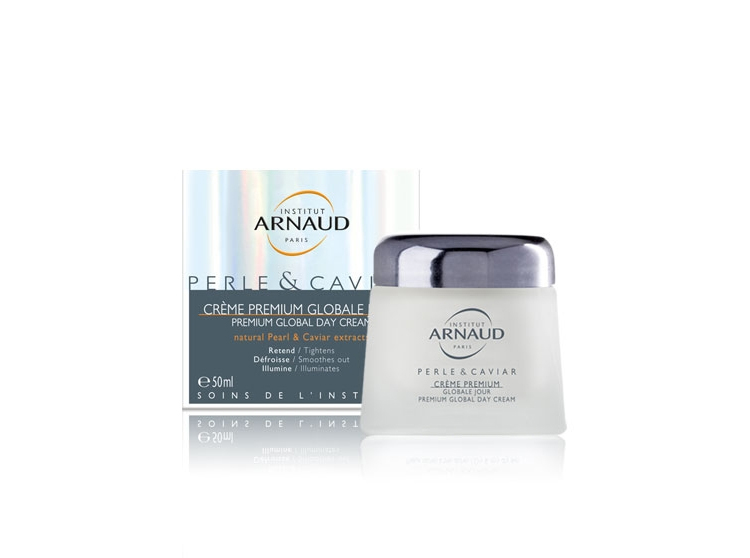 INSTITUT
ARNAUD
PARIS
PERLE & CAVI
CRÈME PREMIUM GLOBALE J
PREMIUM GLOBAL DAY CREAM
natural Pearl & Caviar extracts
Retend / Tightens
Défroisse / Smoothes out
Illumine / Illuminates
e 50ml
SOINS DE L'INST
INSTITUT
ARNAUD
PARIS
PERLE & CAVIAR
CRÈME PREMIUM
GLOBALE JOUR
PREMIUM GLOBAL DAY CREAM